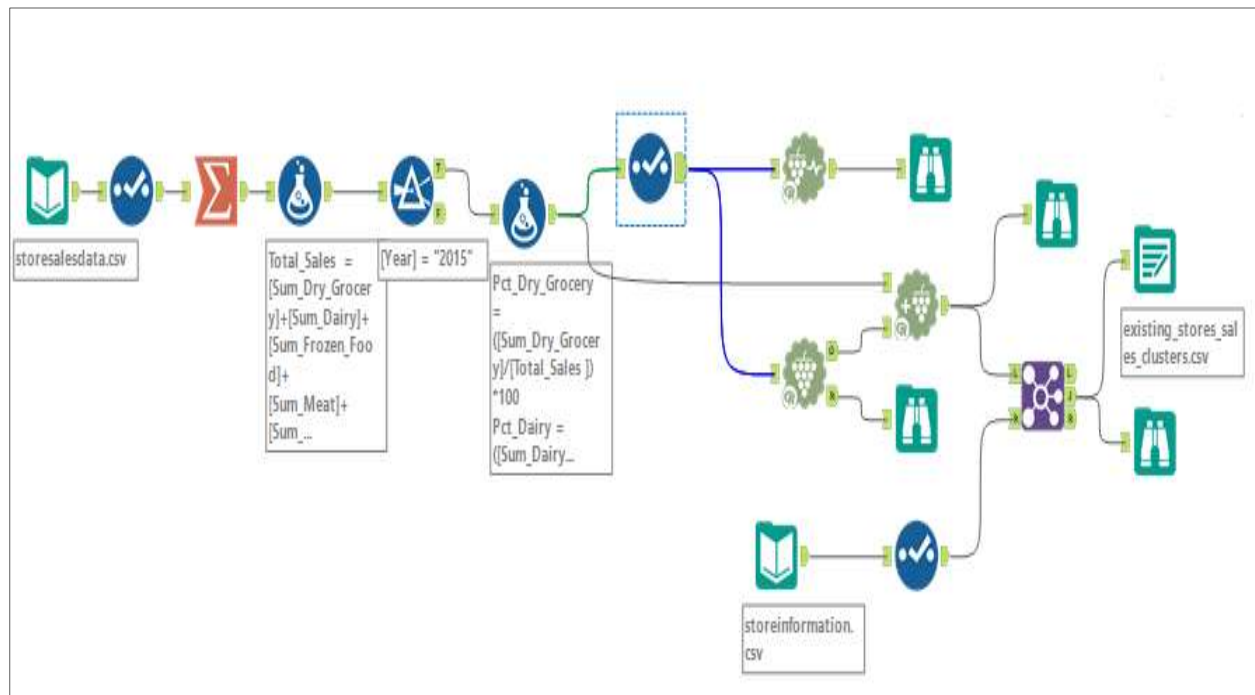 T
F
O
R
L
R
L
J
R
storesalesdata.csv
Total_Sales =
[Sum_Dry_Grocer
y]+[Sum_Dairy]+
[Sum_Frozen_Foo
d]+
[Sum_Meat]+
[Sum_...
[Year] = "2015"
Pct_Dry_Grocery
=
([Sum_Dry_Grocer
y]/[Total_Sales ])
*100
Pct_Dairy =
([Sum_Dairy...
existing_stores_sal
es_clusters.csv
storeinformation.
csv